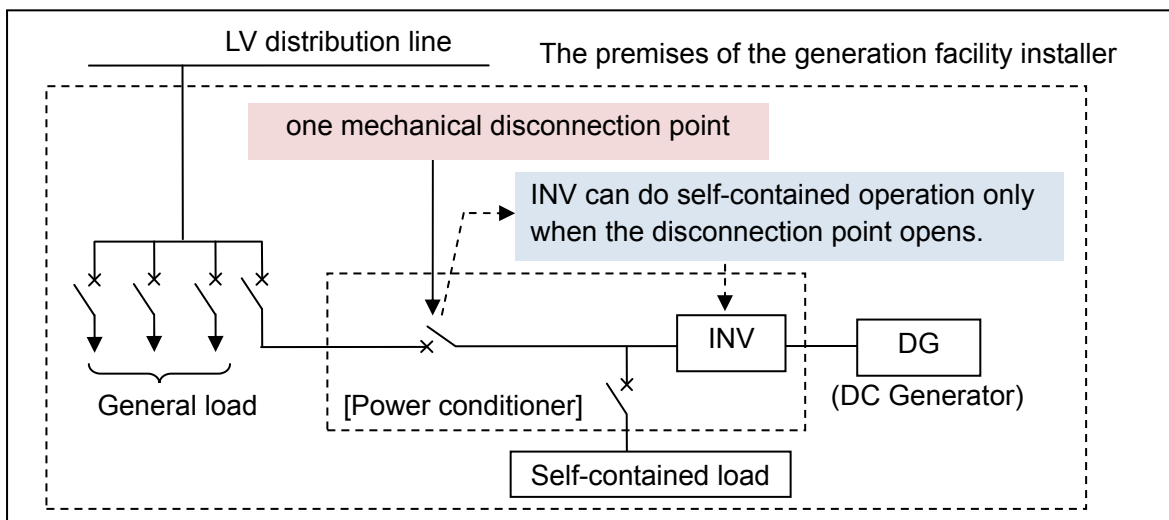 LV distribution line
The premises of the generation facility installer
one mechanical disconnection point
INV can do self-contained operation only
when the disconnection point opens.
INV
DG
(DC Generator)
General load
[Power conditioner]
Self-contained load